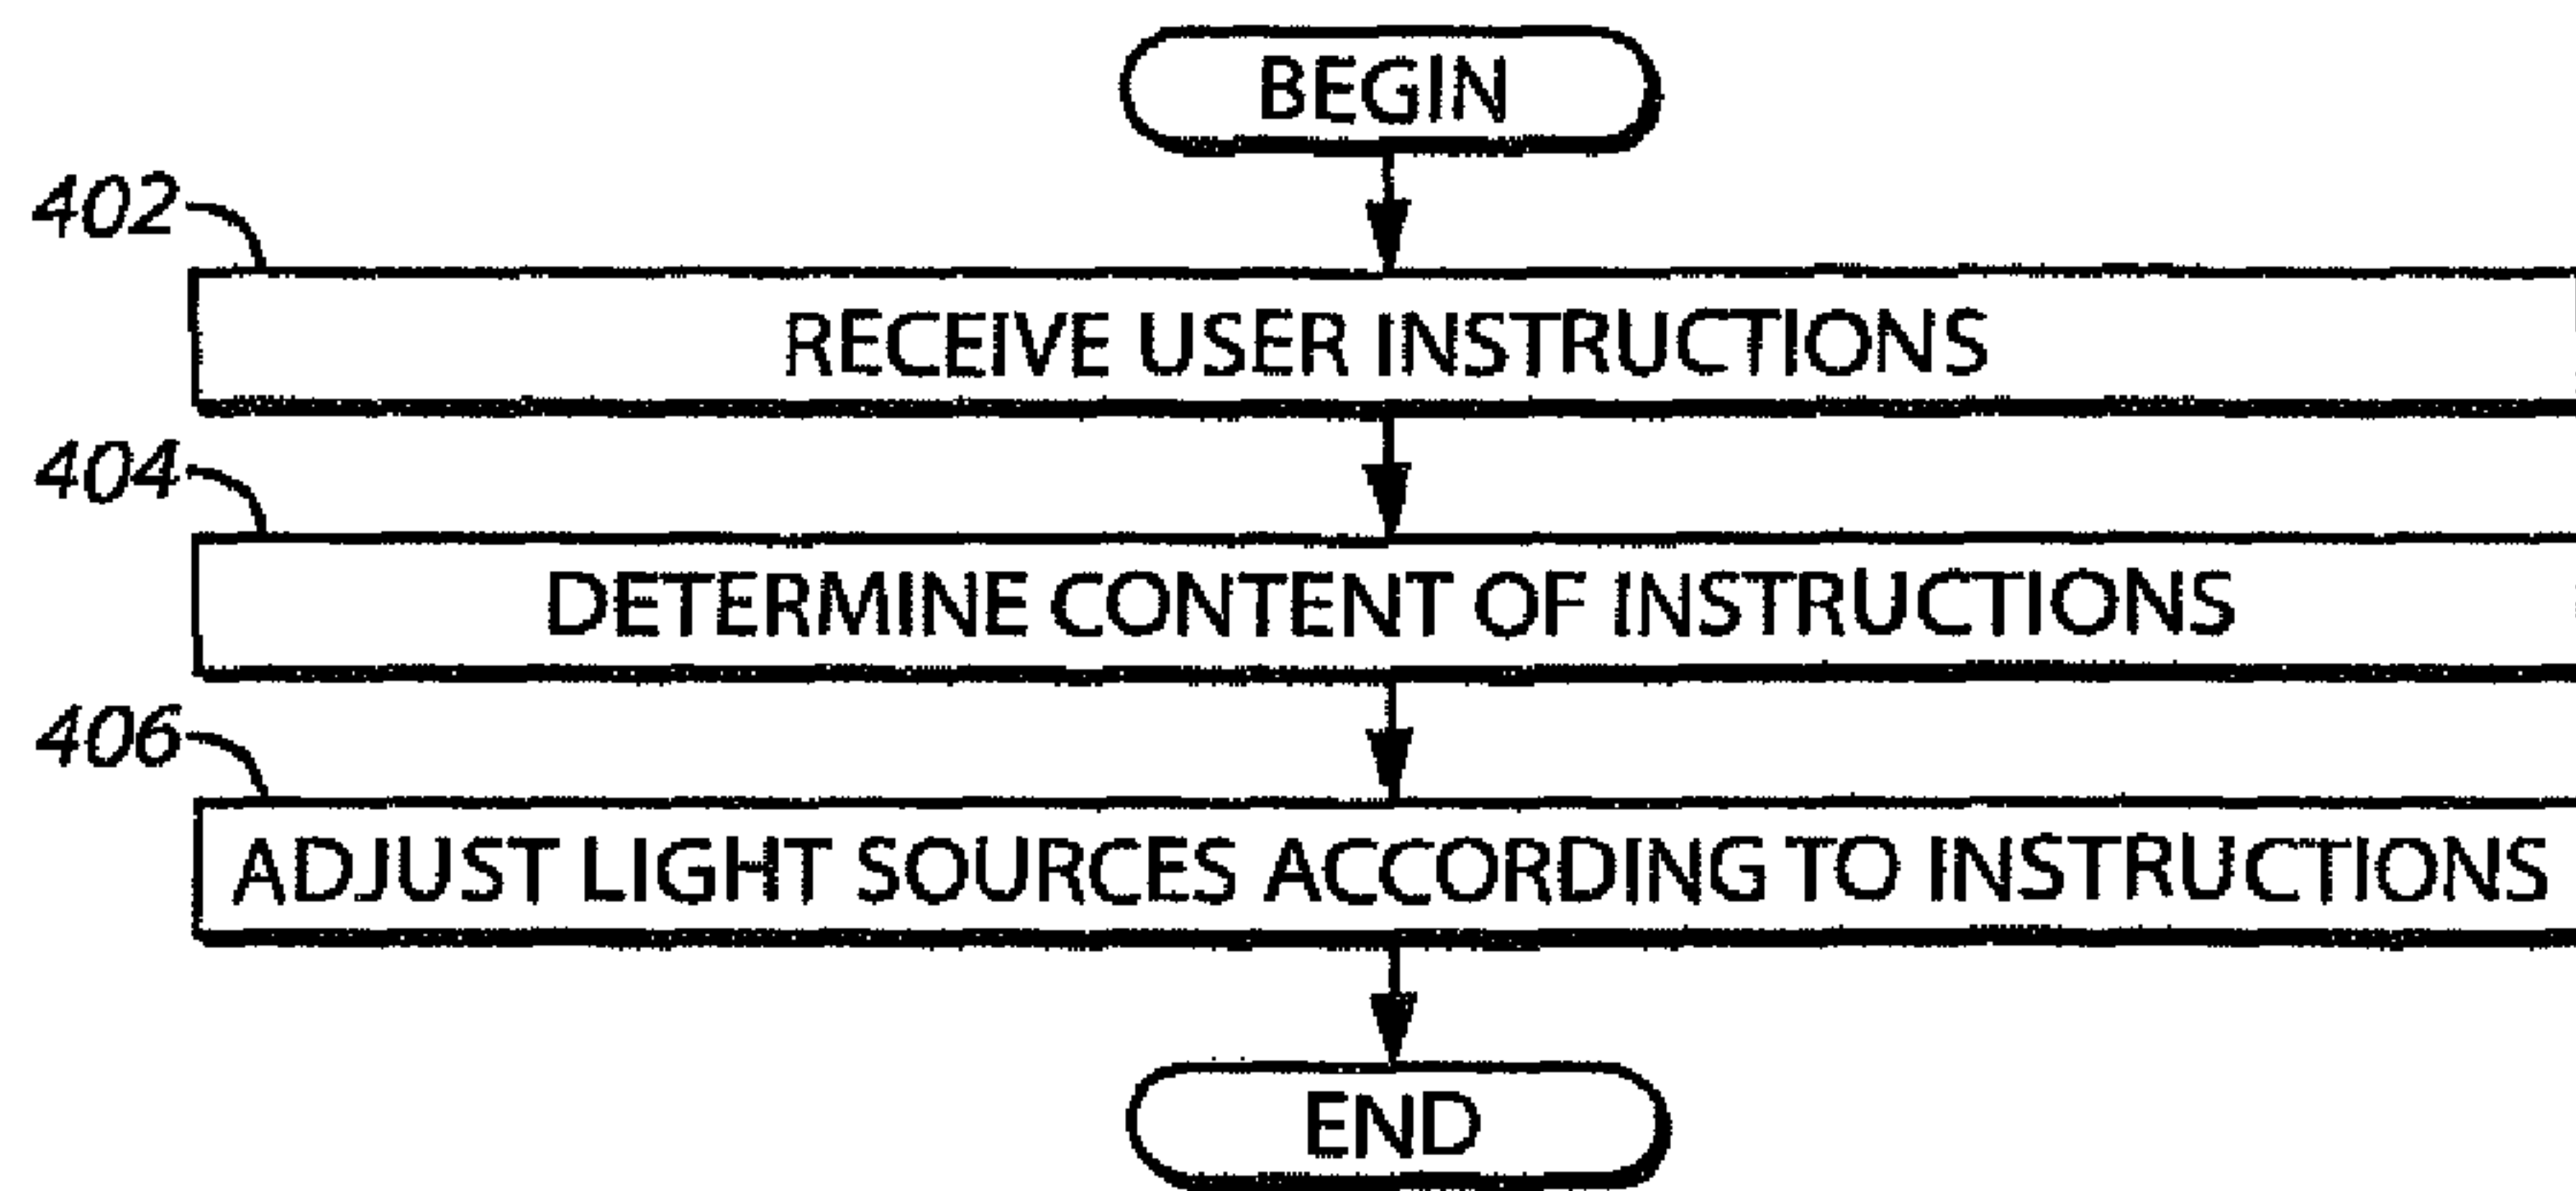 BEGIN
402
RECEIVE USER INSTRUCTIONS
404
DETERMINE CONTENT OF INSTRUCTIONS
406
ADJUST LIGHT SOURCES ACCORDING TO INSTRUCTIONS
END